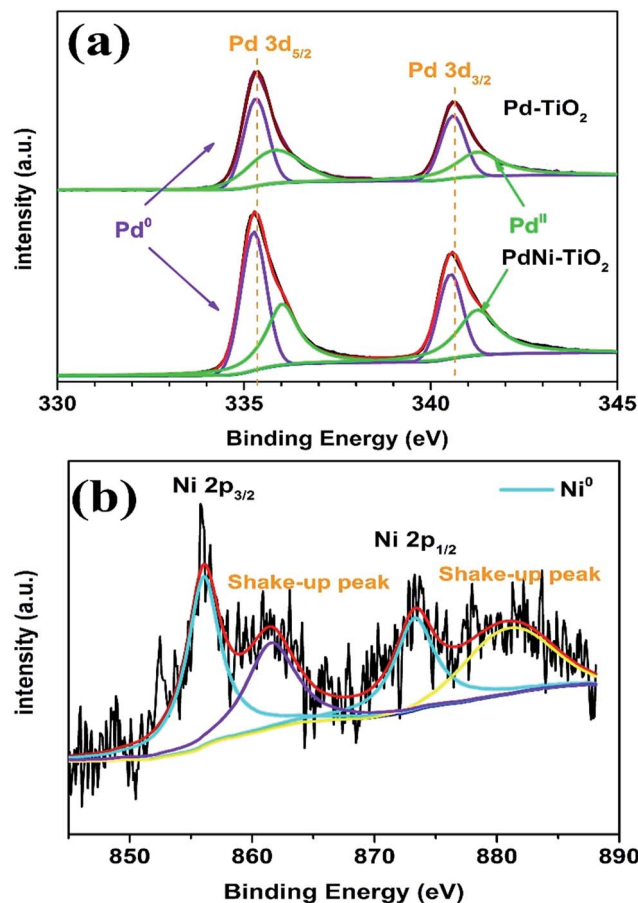 (a)
Pd 3d5/2
Pd 3d3/2
Pd-TiO2
Pd0
PdII
PdNi-TiO2
intensity (a.u.)
330 335 340 345
Binding Energy (eV)
(b)
Ni 2p3/2
Ni0
Ni 2p1/2
Shake-up peak
Shake-up peak
intensity (a.u.)
850 860 870 880 890
Binding Energy (eV)